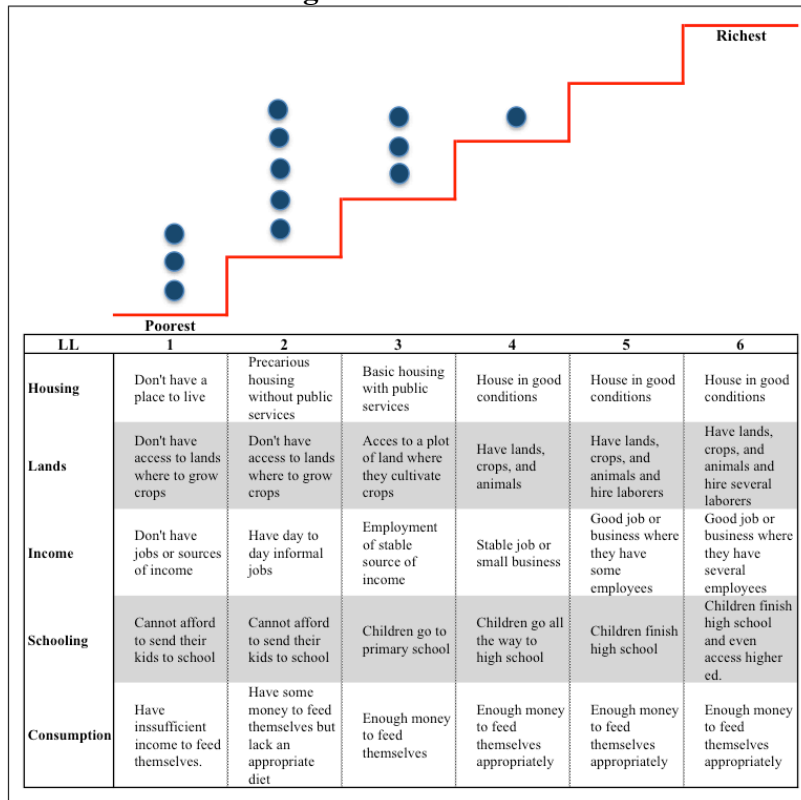 g
Richest
Poorest
LL 1 2 3 4 5 6
Housing
Don't have a
place to live
Precarious
housing
without public
services
Basic housing
with public
services
House in good
conditions
House in good
conditions
House in good
conditions
Lands
Don't have
access to lands
where to grow
crops
Don't have
access to lands
where to grow
crops
Acces to a plot
of land where
they cultivate
crops
Have lands,
crops, and
animals
Have lands,
crops, and
animals and
hire laborers
Have lands,
crops, and
animals and
hire several
laborers
Income
Don't have
jobs or sources
of income
Have day to
day informal
jobs
Employment
of stable
source of
income
Stable job or
small business
Good job or
business where
they have
some
employees
Good job or
business where
they have
several
employees
Schooling
Cannot afford
to send their
kids to school
Cannot afford
to send their
kids to school
Children go to
primary school
Children go all
the way to
high school
Children finish
high school
Children finish
high school
and even
access higher
ed.
Consumption
Have
inssufficient
income to feed
themselves.
Have some
money to feed
themselves but
lack an
appropriate
diet
Enough money
to feed
themselves
Enough money
to feed
themselves
appropriately
Enough money
to feed
themselves
appropriately
Enough money
to feed
themselves
appropriately